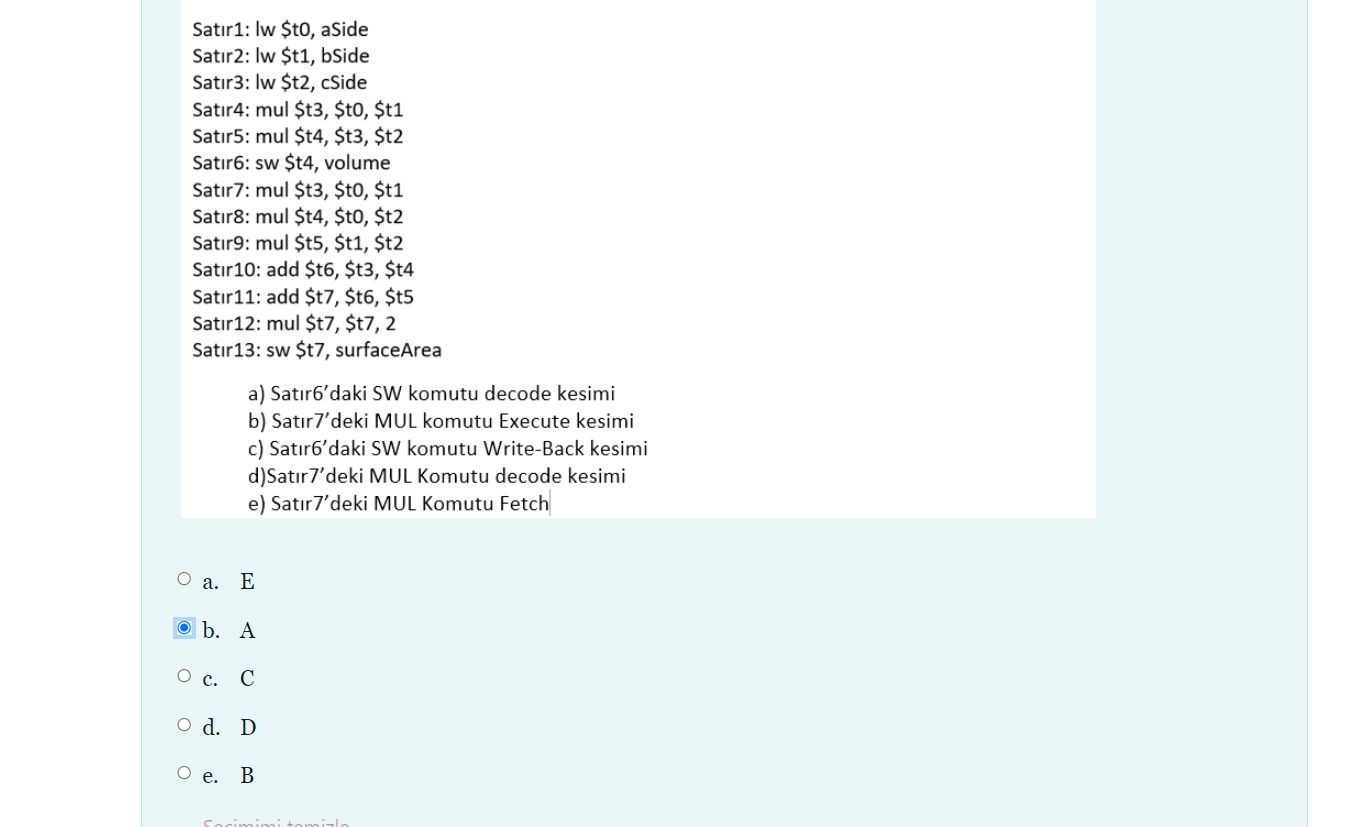 Satır1: lw $t0, aSide
Satır2: lw $t1, bSide
Satır3: lw $t2, cSide
Satır4: mul $t3, $t0, $t1
Satır5: mul $t4, $t3, $t2
Satır6: sw $t4, volume
Satır7: mul $t3, $t0, $t1
Satır8: mul $t4, $t0, $t2
Satır9: mul $t5, $t1, $t2
Satır10: add $t6, $t3, $t4
Satır11: add $t7, $t6, $t5
Satır12: mul $t7, $t7, 2
Satır13: sw $t7, surfaceArea
a) Satır6’daki SW komutu decode kesimi
b) Satır7’deki MUL komutu Execute kesimi
c) Satır6’daki SW komutu Write-Back kesimi
d)Satır7’deki MUL Komutu decode kesimi
e) Satır7’deki MUL Komutu Fetch
a. E
b. A
c. C
d. D
e. B
Seçimimi temizle